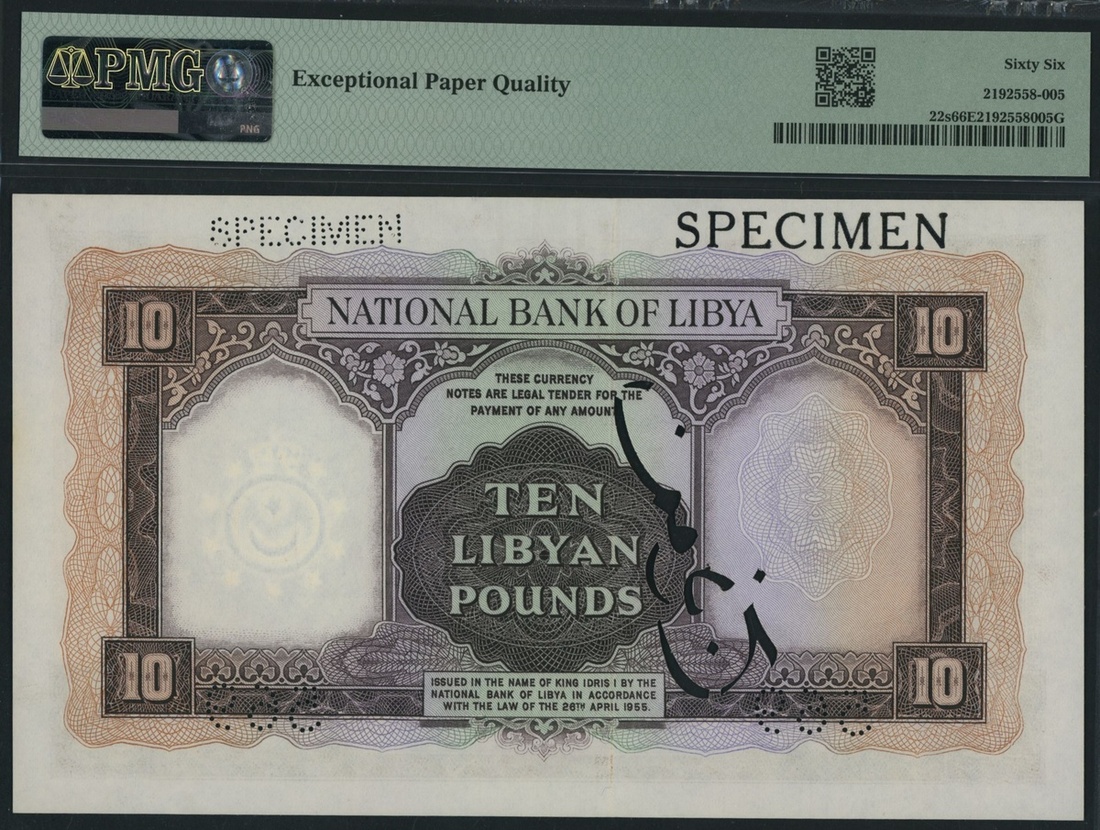 PMG
PNG
Exceptional Paper Quality
Sixty Six
2192558-005
22s66E2192558005G
SPECIMEN
SPECIMEN
10
NATIONAL BANK OF LIBYA
10
THESE CURRENCY
NOTES ARE LEGAL TENDER FOR THE
PAYMENT OF ANY AMOUNT
TEN
LIBYAN
POUNDS
10
ISSUED IN THE NAME OF KING IDRIS I BY THE
NATIONAL BANK OF LIBYA IN ACCORDANCE
WITH THE LAW OF THE 26TH APRIL 1955.
10